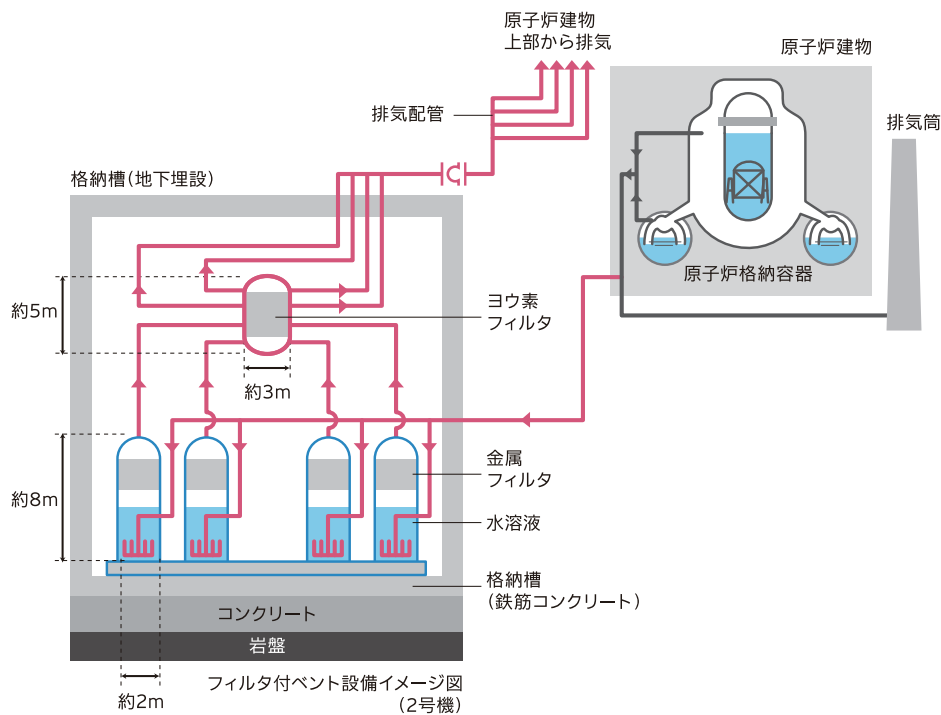 原子炉建物
上部から排気
原子炉建物
排気配管
排気筒
格納槽(地下埋設)
原子炉格納容器
約5m
ヨウ素
フィルタ
約3m
金属
フィルタ
約8m
水溶液
格納槽
(鉄筋コンクリート)
コンクリート
岩盤
約2m
フィルタ付ベント設備イメージ図
(2号機)